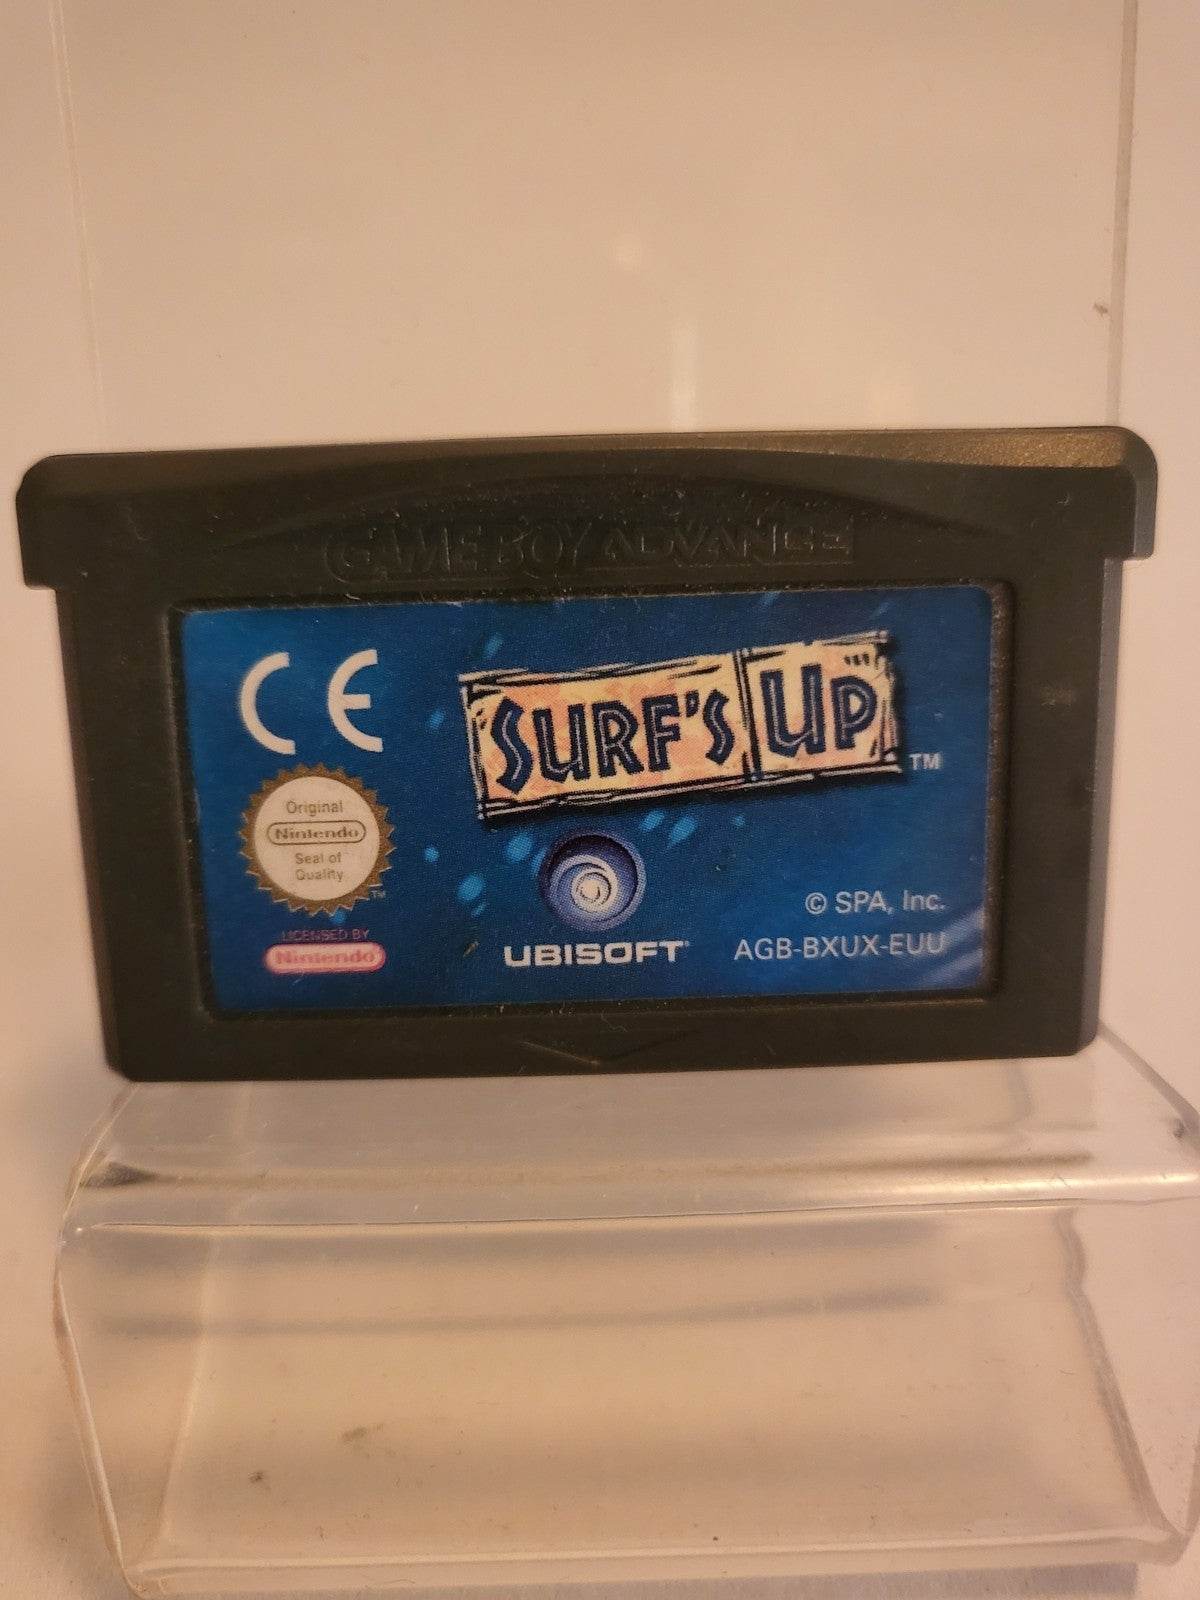 GAME BOY ADVANCE
CE
SURF'S UP
TM
Original
Nintendo
Seal of
Quality
TM
LICENSED BY
Nintendo
UBISOFT
© SPA, Inc.
AGB-BXUX-EUU